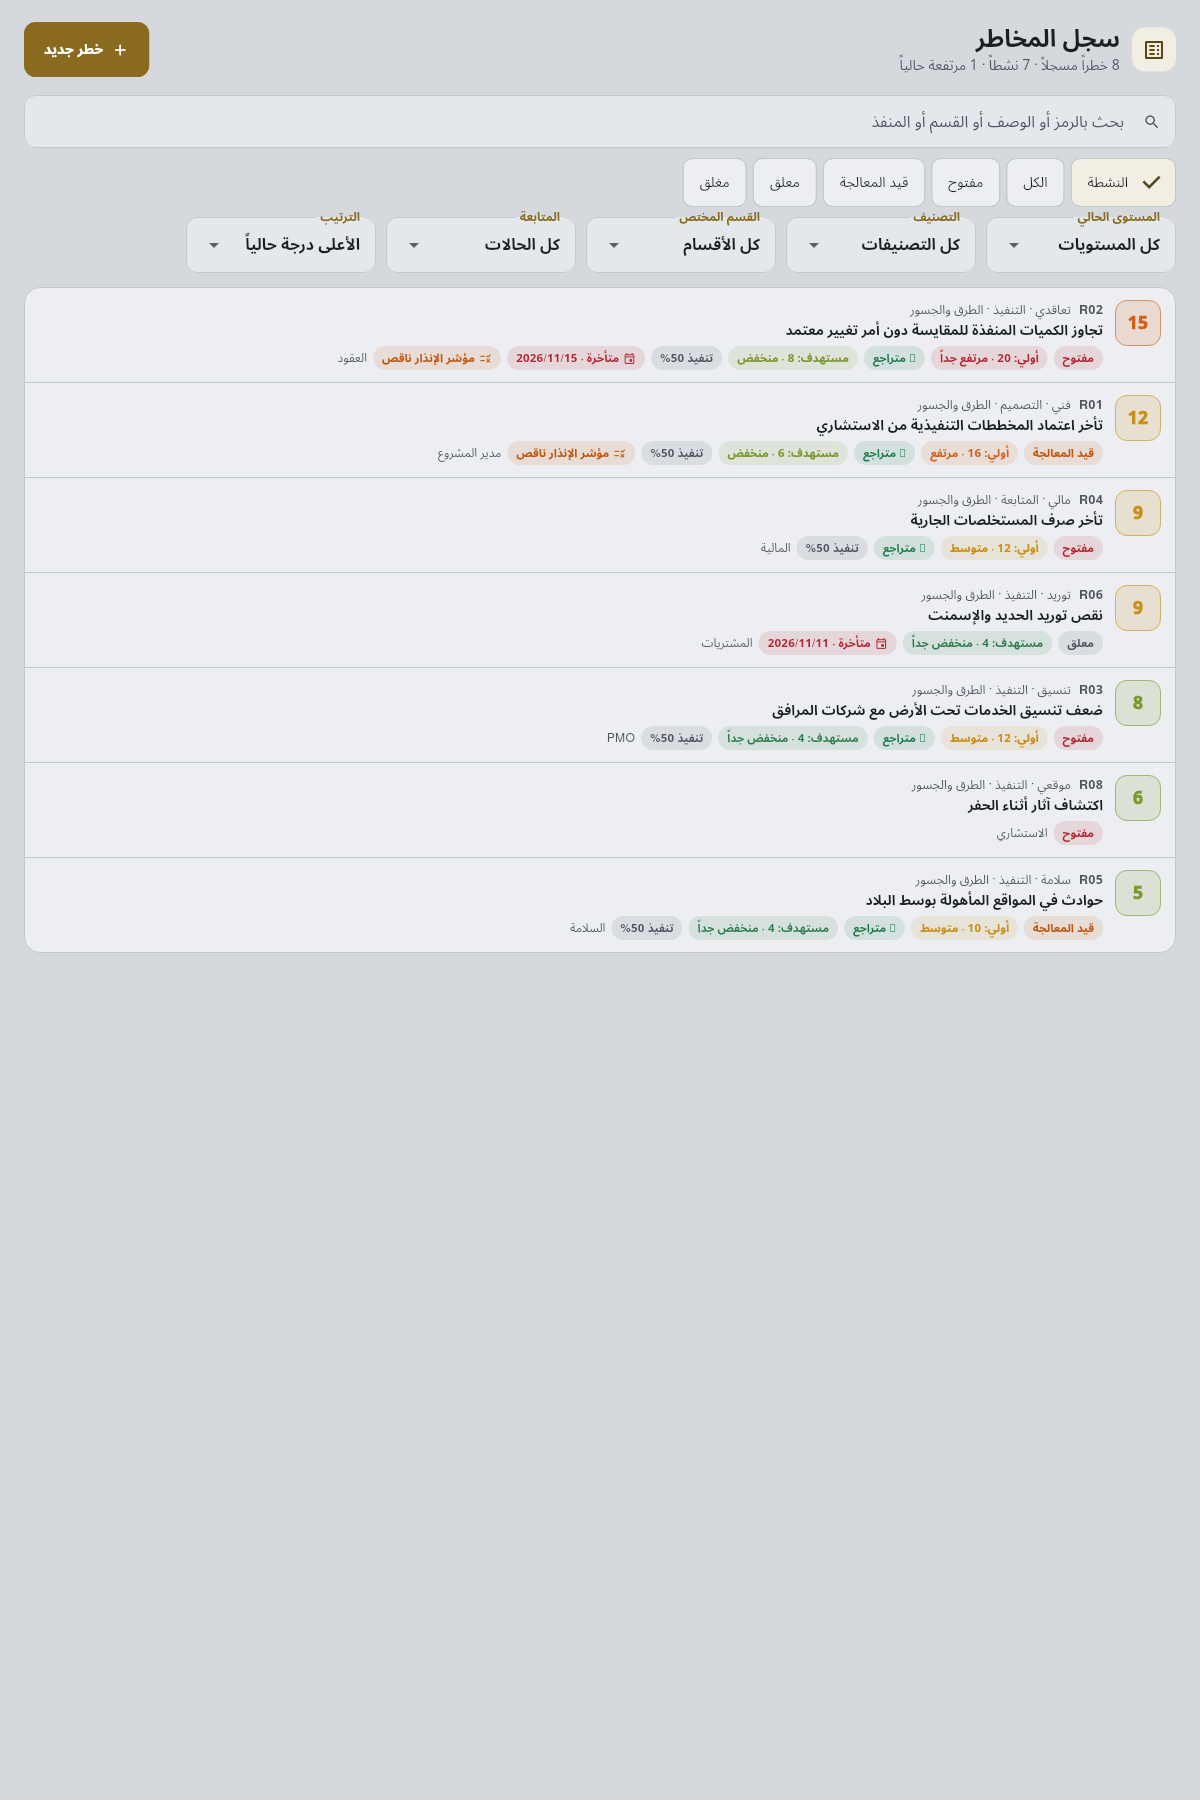 سجل المخاطر
8 خطراً مسجلاً · 7 نشطاً · 1 مرتفعة حالياً
خطر جديد
بحث بالرمز أو الوصف أو القسم أو المنفذ
النشطة
الكل
مفتوح
قيد المعالجة
معلق
مغلق
المستوى الحالي
كل المستويات
التصنيف
كل التصنيفات
القسم المختص
كل الأقسام
المتابعة
كل الحالات
الترتيب
الأعلى درجة حالياً
15
R02 تعاقدي · التنفيذ · الطرق والجسور
تجاوز الكميات المنفذة للمقايسة دون أمر تغيير معتمد
مفتوح أولي: 20 · مرتفع جداً متراجع مستهدف: 8 · منخفض تنفيذ 50% متأخرة · 2026/11/15 مؤشر الإنذار ناقص العقود
12
R01 فني · التصميم · الطرق والجسور
تأخر اعتماد المخططات التنفيذية من الاستشاري
قيد المعالجة أولي: 16 · مرتفع متراجع مستهدف: 6 · منخفض تنفيذ 50% مؤشر الإنذار ناقص مدير المشروع
9
R04 مالي · المتابعة · الطرق والجسور
تأخر صرف المستخلصات الجارية
مفتوح أولي: 12 · متوسط متراجع تنفيذ 50% المالية
9
R06 توريد · التنفيذ · الطرق والجسور
نقص توريد الحديد والإسمنت
معلق مستهدف: 4 · منخفض جداً متأخرة · 2026/11/11 المشتريات
8
R03 تنسيق · التنفيذ · الطرق والجسور
ضعف تنسيق الخدمات تحت الأرض مع شركات المرافق
مفتوح أولي: 12 · متوسط متراجع مستهدف: 4 · منخفض جداً تنفيذ 50% PMO
6
R08 موقعي · التنفيذ · الطرق والجسور
اكتشاف آثار أثناء الحفر
مفتوح الاستشاري
5
R05 سلامة · التنفيذ · الطرق والجسور
حوادث في المواقع المأهولة بوسط البلاد
قيد المعالجة أولي: 10 · متوسط متراجع مستهدف: 4 · منخفض جداً تنفيذ 50% السلامة